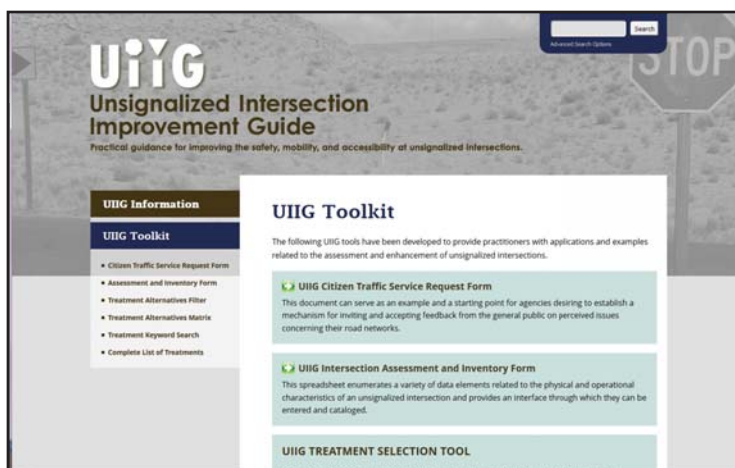 Search
Advanced Search Options
STOP
UIIG
Unsignalized Intersection
Improvement Guide
Practical guidance for improving the safety, mobility, and accessibility at unsignalized intersections.
UIIG Information
UIIG Toolkit
Citizen Traffic Service Request Form
Assessment and Inventory Form
Treatment Alternatives Filter
Treatment Alternatives Matrix
Treatment Keyword Search
Complete List of Treatments
UIIG Toolkit
The following UIIG tools have been developed to provide practitioners with applications and examples
related to the assessment and enhancement of unsignalized intersections.
UIIG Citizen Traffic Service Request Form
This document can serve as an example and a starting point for agencies desiring to establish a
mechanism for inviting and accepting feedback from the general public on perceived issues
concerning their road networks.
UIIG Intersection Assessment and Inventory Form
This spreadsheet enumerates a variety of data elements related to the physical and operational
characteristics of an unsignalized intersection and provides an interface through which they can be
entered and cataloged.
UIIG TREATMENT SELECTION TOOL